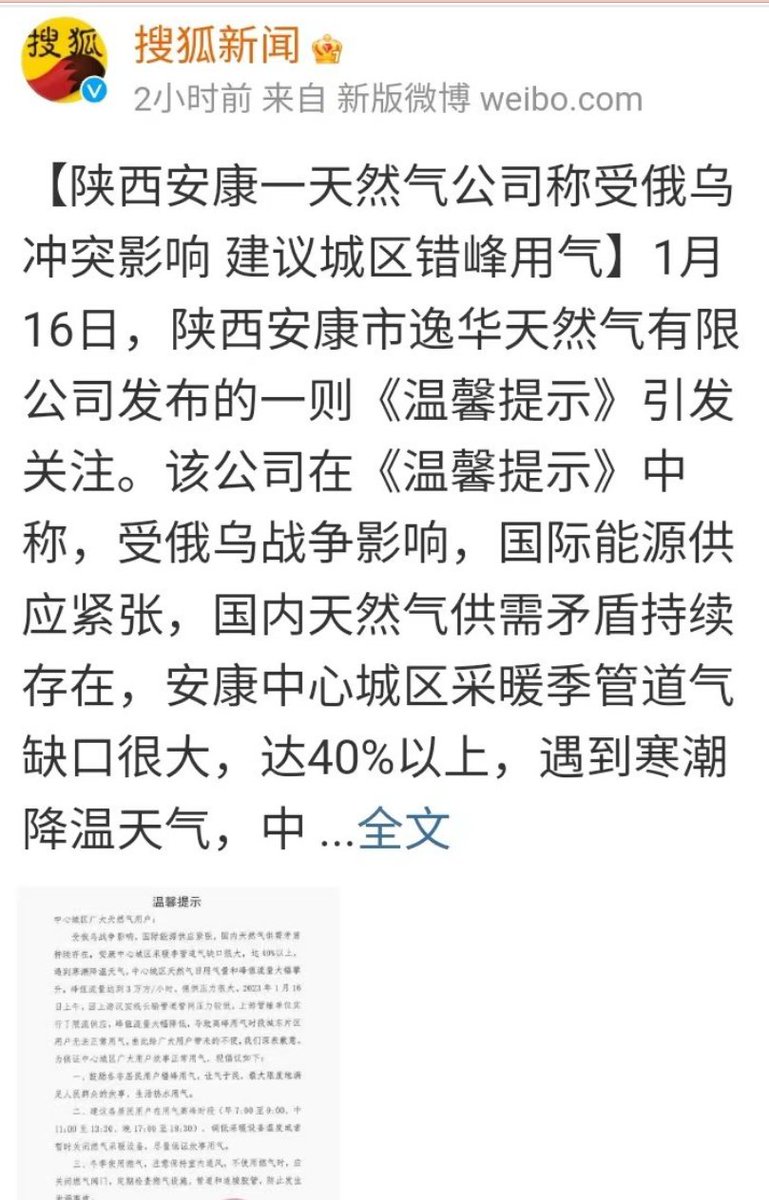 搜狐
搜狐新闻
2小时前 来自 新版微博 weibo.com
【陕西安康一天然气公司称受俄乌
冲突影响 建议城区错峰用气】1月
16日，陕西安康市逸华天然气有限
公司发布的一则《温馨提示》引发
关注。该公司在《温馨提示》中
称，受俄乌战争影响，国际能源供
应紧张，国内天然气供需矛盾持续
存在，安康中心城区采暖季管道气
缺口很大，达40%以上，遇到寒潮
降温天气，中 ...全文
温馨提示
中心城区广大天然气用户：
受俄乌战争影响，国际能源供应紧张，国内天然气供需矛盾
持续存在，安康中心城区采暖季管道气缺口很大，达40%以上，
遇到寒潮降温天气，中心城区天然气日用气量和峰值流量大幅攀
升，峰值流量达到3万方/小时，保供压力很大。2023年1月16
日上午，因上游汉安线长输管道管网压力较低，上游管输单位实
行了限流供应，峰值流量大幅降低，导致高峰用气时段城东片区
用户无法正常用气。由此给广大用户带来的不便，我们深表歉意。
为保证中心城区广大用户炊事正常用气，现倡议如下：
一、鼓励各非居民用户错峰用气，让气于民，最大限度地满
足人民群众的炊事、生活热水用气。
二、建议各居民用户在用气高峰时段（早7:00至9:00，中
11:00至13:30，晚17:00至19:30），调低采暖设备温度或者
暂时关闭燃气采暖设备，尽量保证炊事用气。
三、冬季使用燃气，注意保持室内通风，不使用燃气时，应
关闭燃气阀门，定期检查燃气设施、管道和连接胶管，防止发生